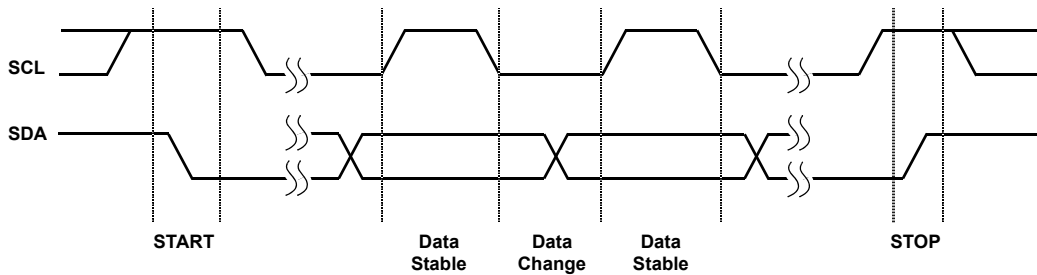 SCL
SDA
START
Data
Stable
Data
Change
Data
Stable
STOP